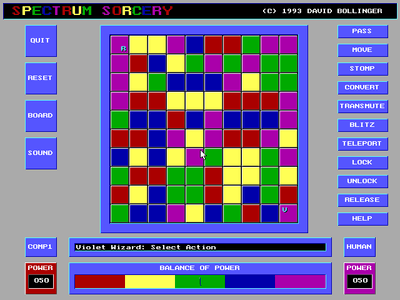 SPECTRUM SORCERY (C) 1993 DAVID BOLLINGER
QUIT
RESET
BOARD
SOUND
R
U
PASS
MOVE
STOMP
CONVERT
TRANSMUTE
BLITZ
TELEPORT
LOCK
UNLOCK
RELEASE
HELP
COMP1
Violet Wizard: Select Action
HUMAN
POWER
050
BALANCE OF POWER
POWER
050